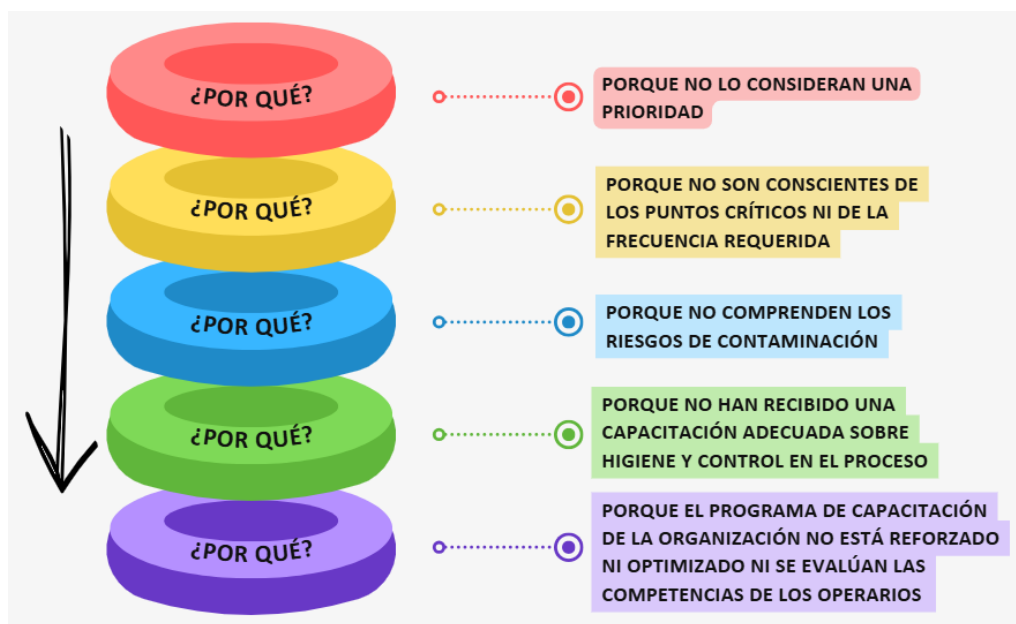 ¿POR QUÉ?
PORQUE NO LO CONSIDERAN UNA
PRIORIDAD
¿POR QUÉ?
PORQUE NO SON CONSCIENTES DE
LOS PUNTOS CRÍTICOS NI DE LA
FRECUENCIA REQUERIDA
¿POR QUÉ?
PORQUE NO COMPRENDEN LOS
RIESGOS DE CONTAMINACIÓN
¿POR QUÉ?
PORQUE NO HAN RECIBIDO UNA
CAPACITACIÓN ADECUADA SOBRE
HIGIENE Y CONTROL EN EL PROCESO
¿POR QUÉ?
PORQUE EL PROGRAMA DE CAPACITACIÓN
DE LA ORGANIZACIÓN NO ESTÁ REFORZADO
NI OPTIMIZADO NI SE EVALÚAN LAS
COMPETENCIAS DE LOS OPERARIOS